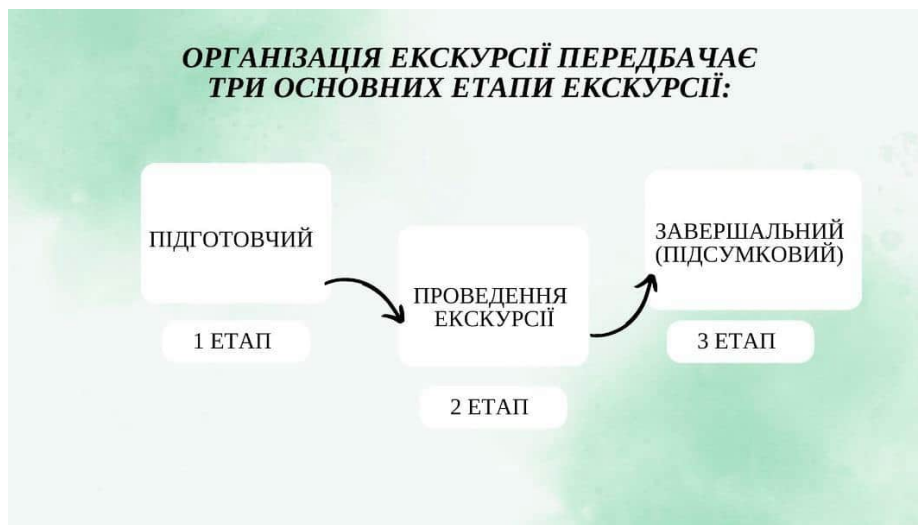 ОРГАНІЗАЦІЯ ЕКСКУРСІЇ ПЕРЕДБАЧАЄ
ТРИ ОСНОВНИХ ЕТАПИ ЕКСКУРСІЇ:
ПІДГОТОВЧИЙ
1 ЕТАП
ПРОВЕДЕННЯ
ЕКСКУРСІЇ
2 ЕТАП
ЗАВЕРШАЛЬНИЙ
(ПІДСУМКОВИЙ)
3 ЕТАП